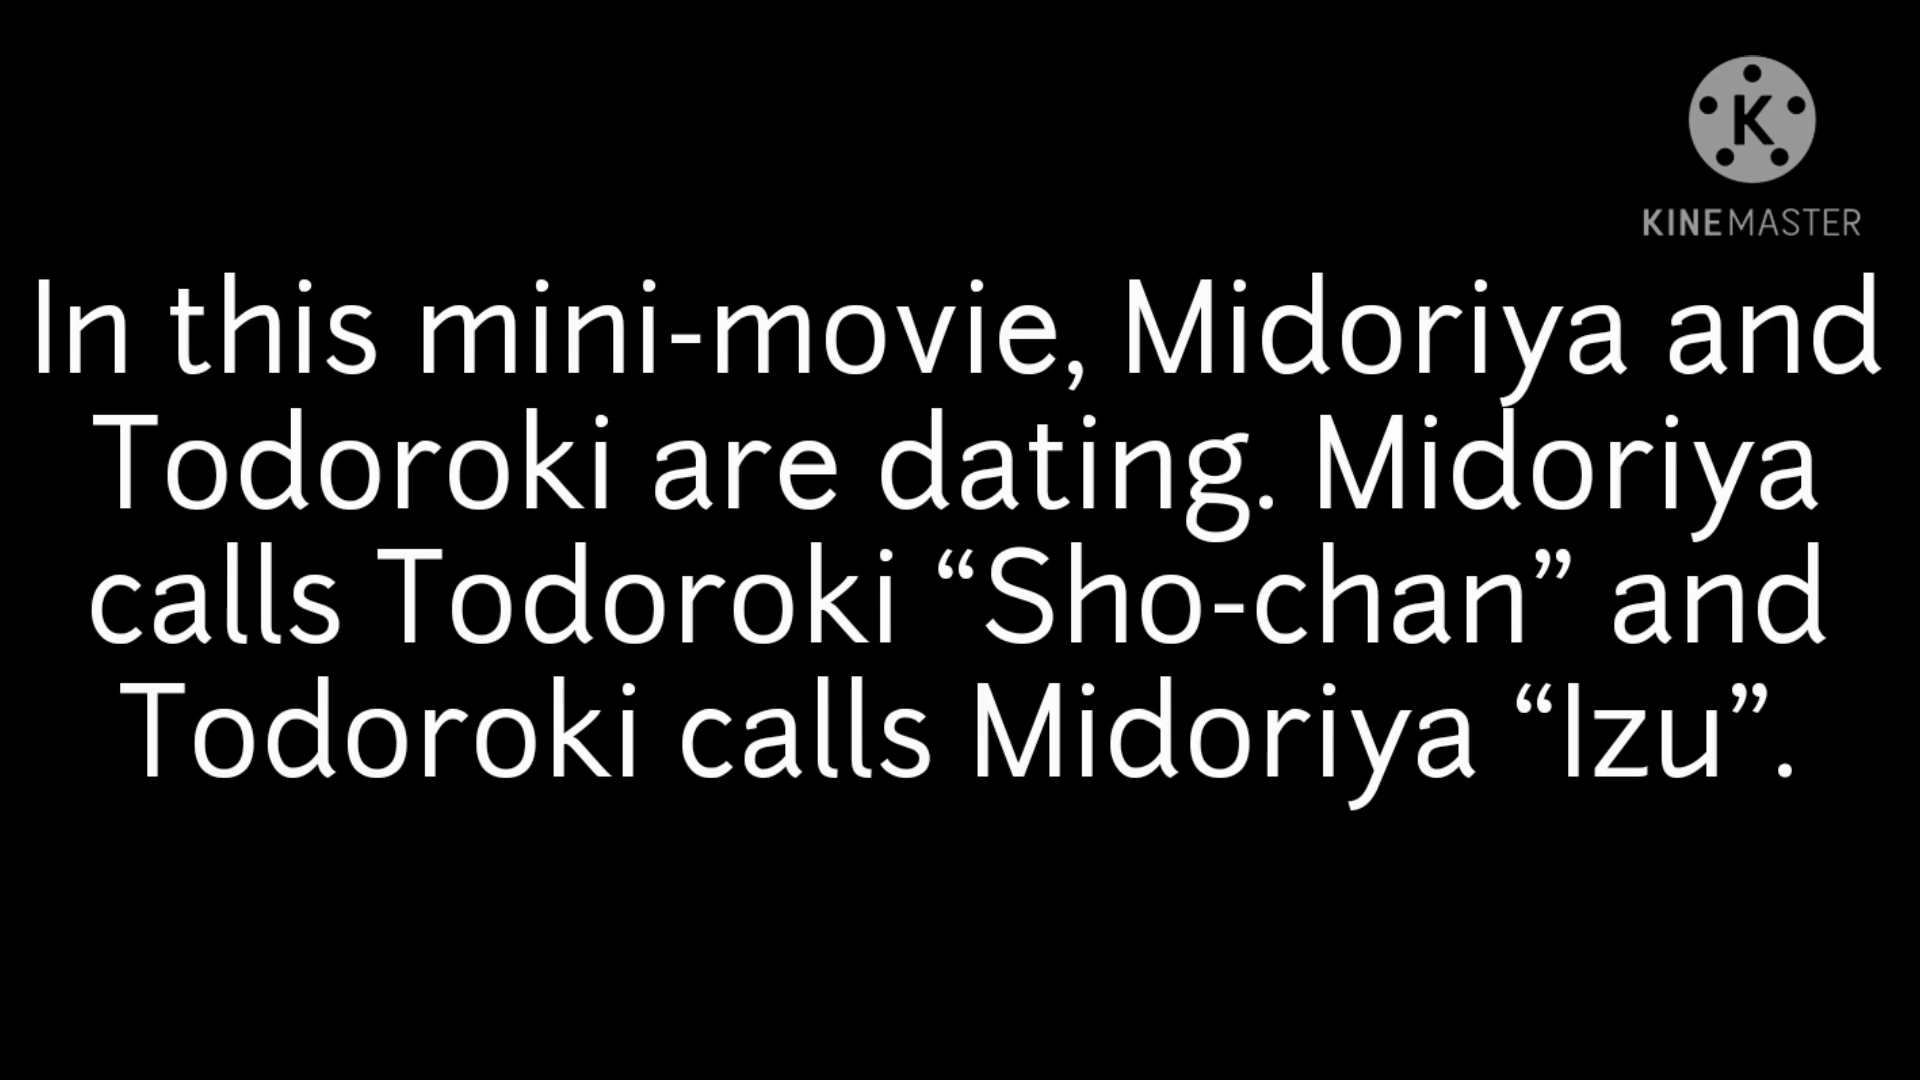 K
KINEMASTER
In this mini-movie, Midoriya and
Todoroki are dating. Midoriya
calls Todoroki “Sho-chan” and
Todoroki calls Midoriya “Izu”.